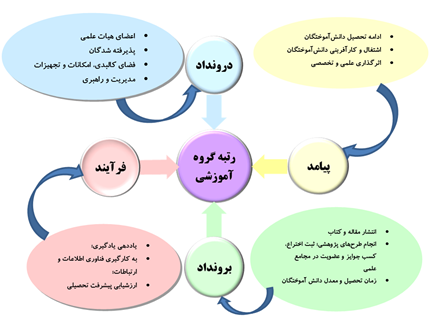 اعضای هیات علمی
پذیرفته شدگان
فضای کالبدی، امکانات و تجهیزات
مدیریت و راهبری
درونداد
ادامه تحصیل دانش‌آموختگان
اشتغال و کارآفرینی دانش‌آموختگان
اثرگذاری علمی و تخصصی
پیامد
رتبه گروه
آموزشی
فرآیند
یاددهی یادگیری؛
به کارگیری فناوری اطلاعات و
ارتباطات؛
ارزشیابی پیشرفت تحصیلی
برونداد
انتشار مقاله و کتاب
انجام طرح‌های پژوهشی؛ ثبت اختراع،
کسب جوایز و عضویت در مجامع
علمی
زمان تحصیل و معدل دانش آموختگان